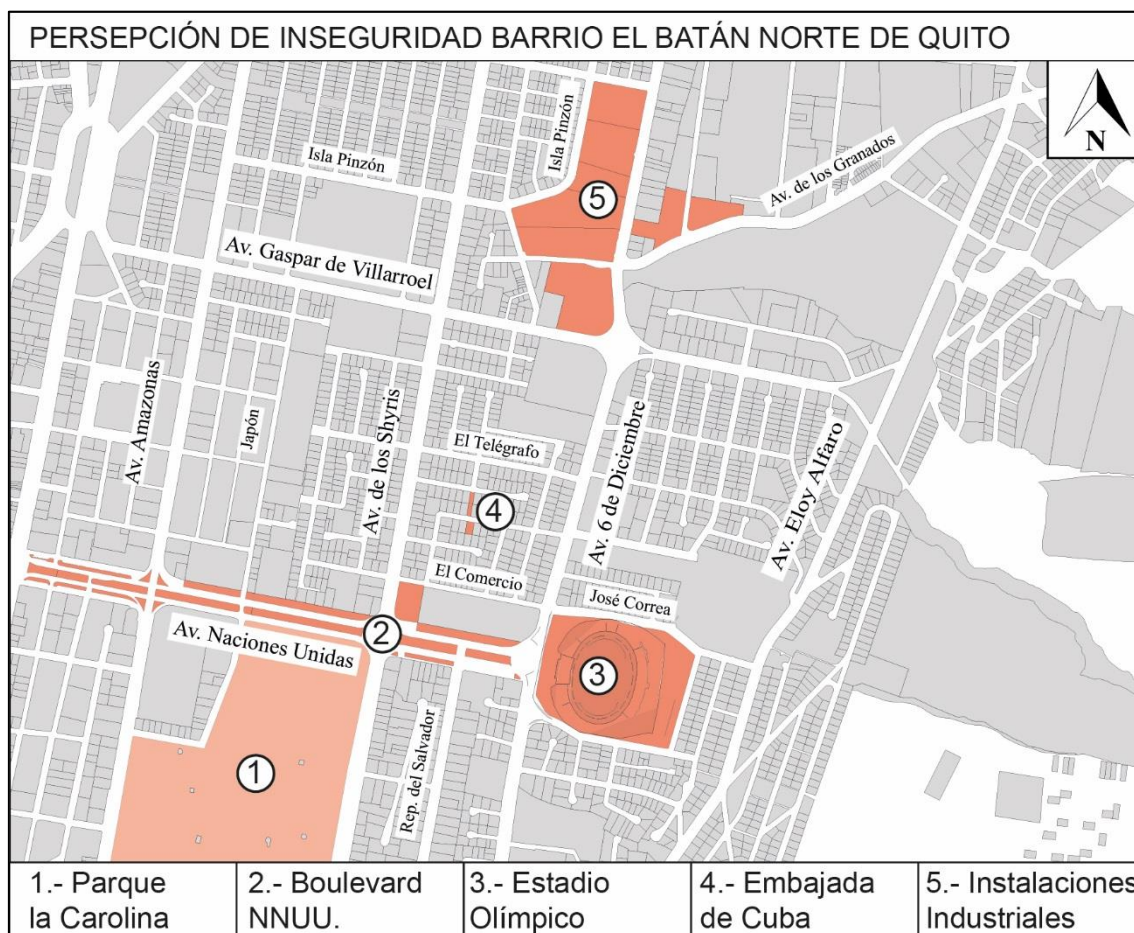 PERSEPCIÓN DE INSEGURIDAD BARRIO EL BATÁN NORTE DE QUITO
N
Isla Pinzón
Isla Pinzón
Av. de los Granados
5
Av. Gaspar de Villarroel
Av. Amazonas
Japón
Av. de los Shyris
El Telégrafo
Av. 6 de Diciembre
Av. Eloy Alfaro
4
El Comercio
José Correa
2
Av. Naciones Unidas
3
Rep. del Salvador
1
1.- Parque
la Carolina
2.- Boulevard
NNUU.
3.- Estadio
Olímpico
4.- Embajada
de Cuba
5.- Instalaciones
Industriales